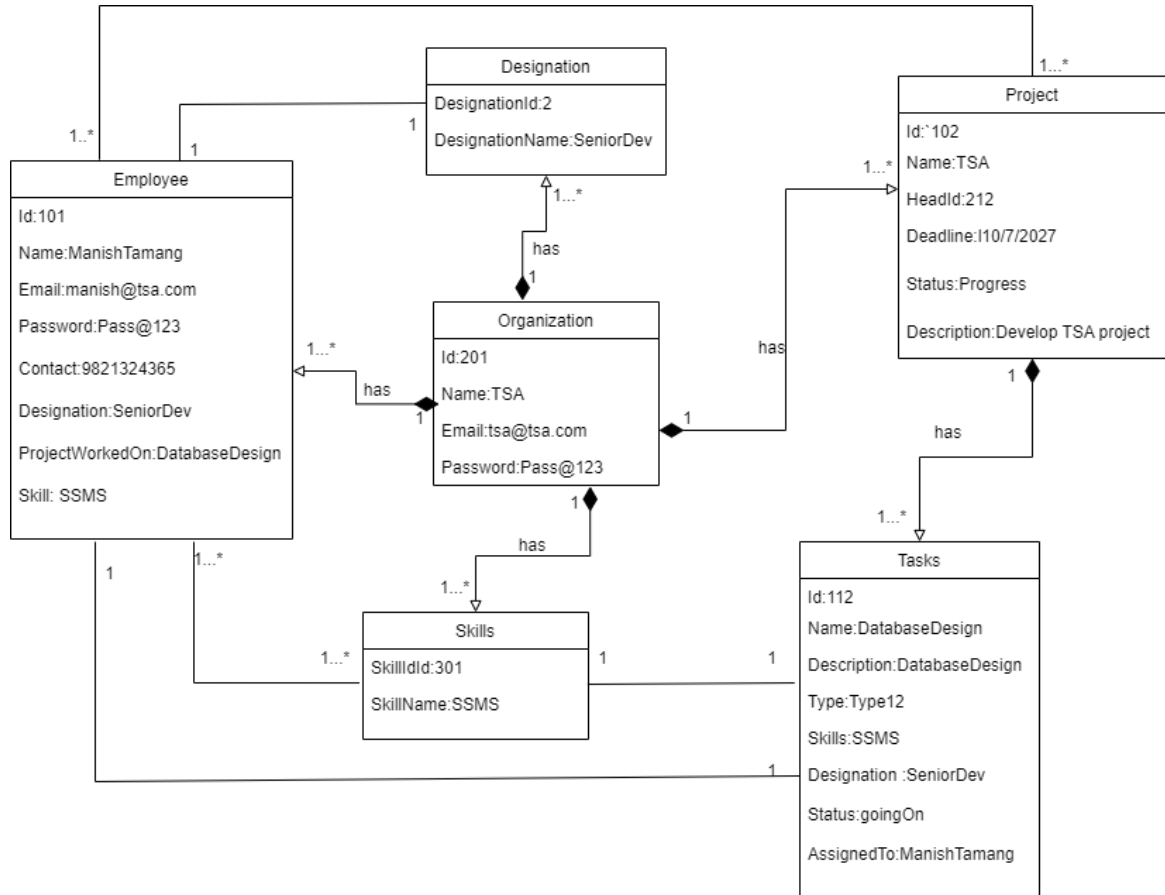 1...*
Designation
DesignationId:2
DesignationName:SeniorDev
1
1...*
Project
Id:`102
Name:TSA
HeadId:212
Deadline:I10/7/2027
Status:Progress
Description:Develop TSA project
1..*
1
Employee
Id:101
Name:ManishTamang
Email:manish@tsa.com
Password:Pass@123
Contact:9821324365
Designation:SeniorDev
ProjectWorkedOn:DatabaseDesign
Skill: SSMS
1...*
has
1
Organization
Id:201
Name:TSA
Email:tsa@tsa.com
Password:Pass@123
1...*
has
1
1
has
1
has
1...*
1
has
1...*
1
1...*
1...*
Skills
SkillIdId:301
SkillName:SSMS
1
1
1
Tasks
Id:112
Name:DatabaseDesign
Description:DatabaseDesign
Type:Type12
Skills:SSMS
Designation :SeniorDev
Status:goingOn
AssignedTo:ManishTamang